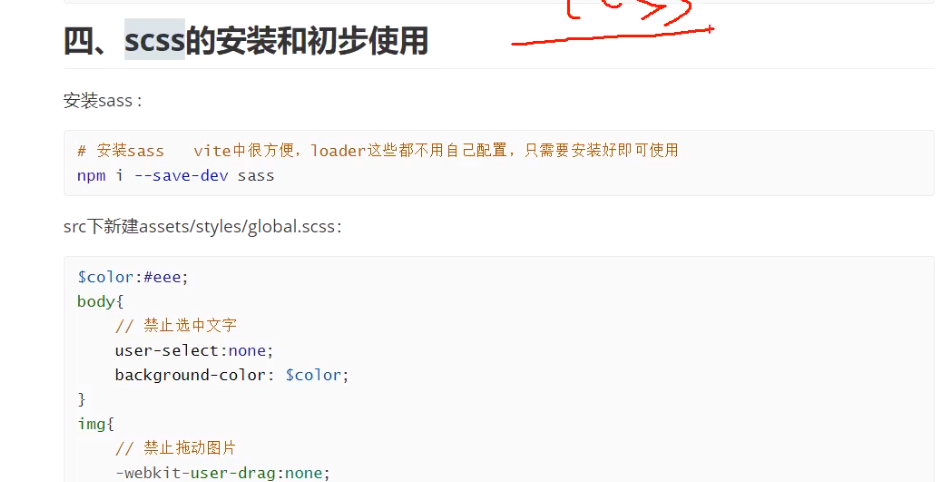 四、scss的安装和初步使用
安装sass：
# 安装sass   vite中很方便，loader这些都不用自己配置，只需要安装好即可使用
npm i --save-dev sass
src下新建assets/styles/global.scss：
$color:#eee;
body{
    // 禁止选中文字
    user-select:none;
    background-color: $color;
}
img{
    // 禁止拖动图片
    -webkit-user-drag:none;